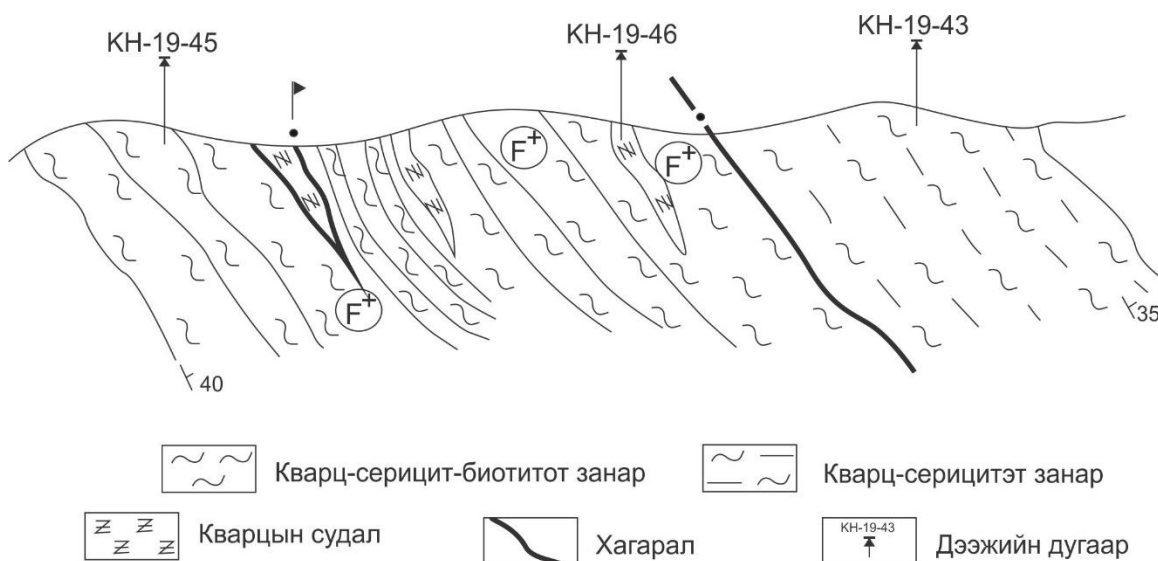 KH-19-45
KH-19-46
KH-19-43
F+
F+
F+
40
35
Кварц-серицит-биотитот занар
Кварц-серицитэт занар
Кварцын судал
Хагарал
KH-19-43
Дээжийн дугаар